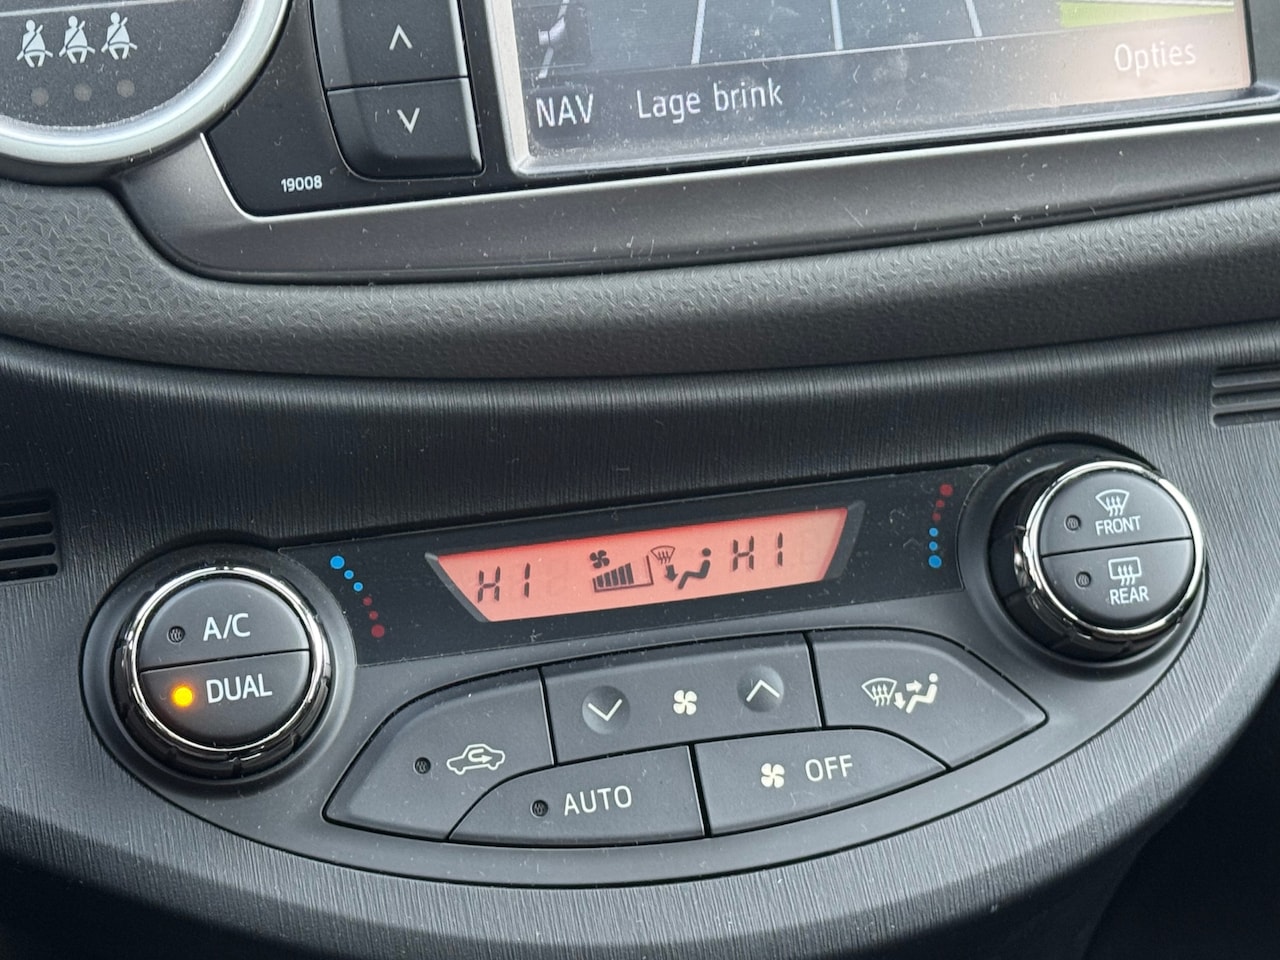 Opties
NAV Lage brink
19008
HI HI
FRONT
REAR
A/C
DUAL
AUTO
OFF